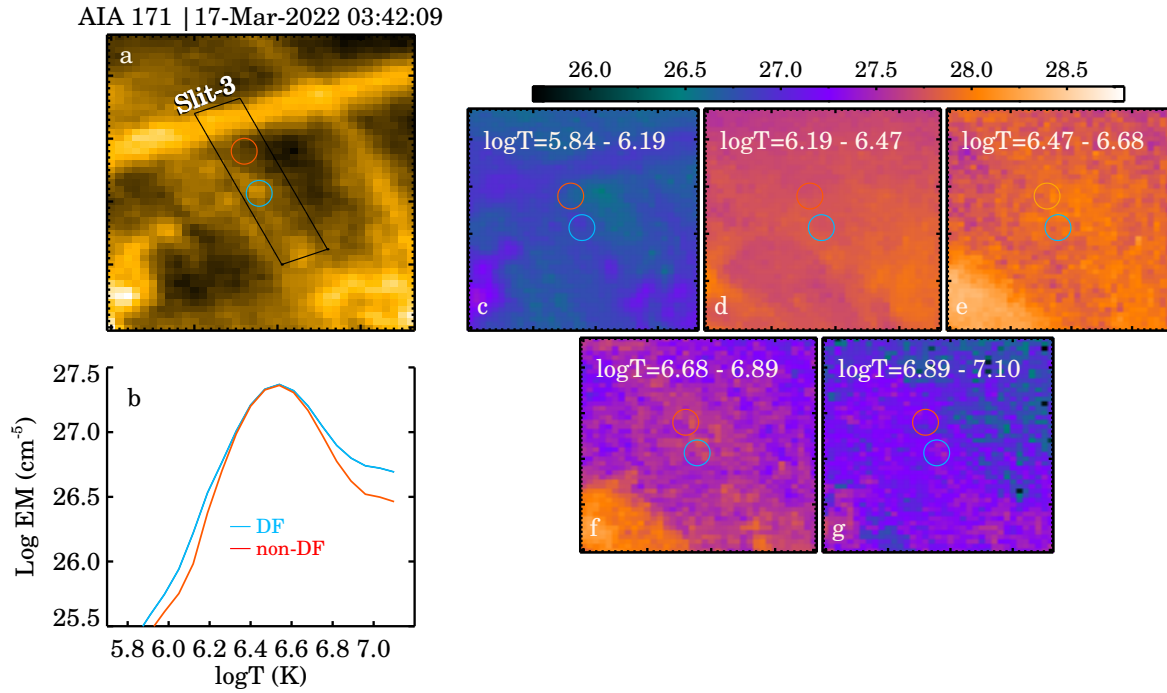 AIA 171 | 17-Mar-2022 03:42:09
a
Slit-3
26.0 26.5 27.0 27.5 28.0 28.5
logT=5.84 - 6.19
c
logT=6.19 - 6.47
d
logT=6.47 - 6.68
e
logT=6.68 - 6.89
f
logT=6.89 - 7.10
g
b
Log EM (cm-5)
27.5
27.0
26.5
26.0
25.5
DF
non-DF
5.8 6.0 6.2 6.4 6.6 6.8 7.0
logT (K)